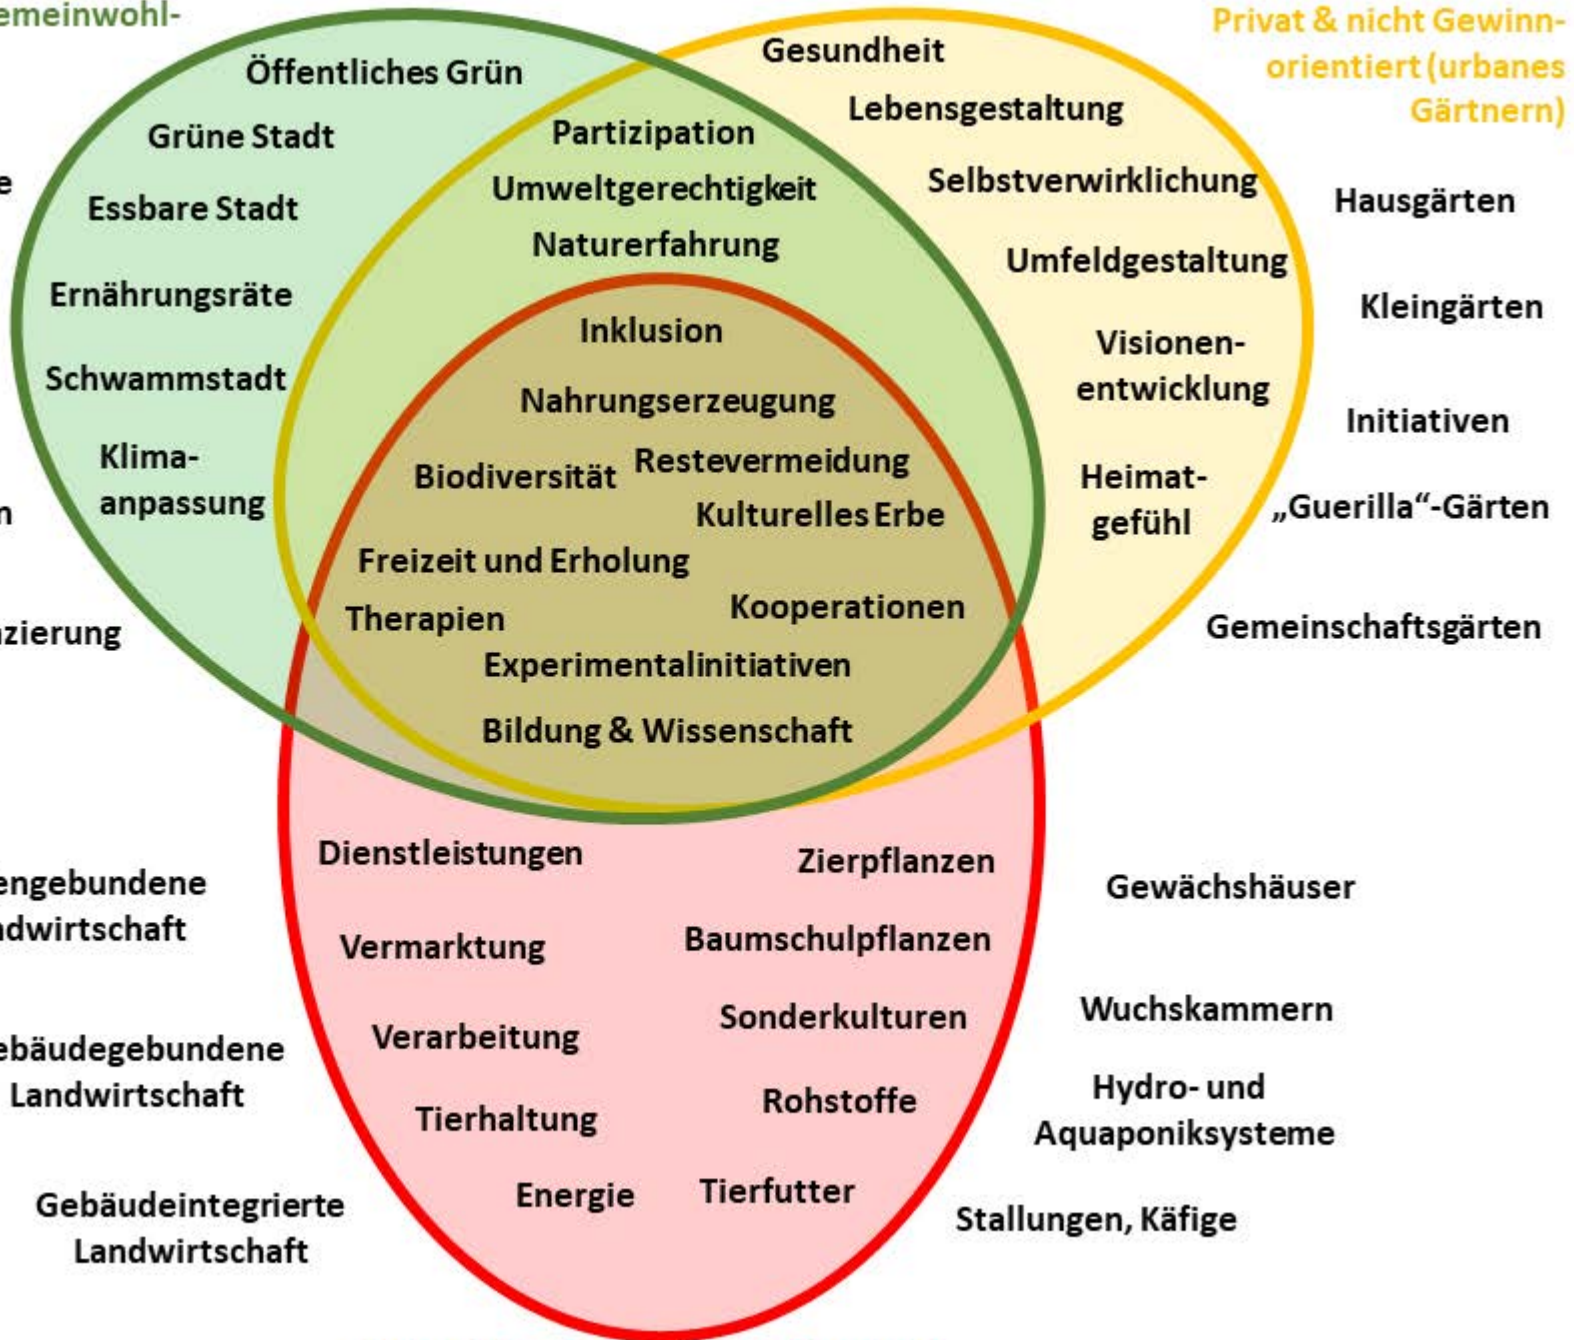 Öffentliches Grün
Grüne Stadt
Essbare Stadt
Ernährungsräte
Schwammstadt
Klima-
anpassung
Partizipation
Umweltgerechtigkeit
Naturerfahrung
Gesundheit
Lebensgestaltung
Selbstverwirklichung
Umfeldgestaltung
Visionen-
entwicklung
Heimat-
gefühl
Privat & nicht Gewinn-
orientiert (urbanes
Gärtnern)
Hausgärten
Kleingärten
Initiativen
„Guerilla“-Gärten
Gemeinschaftsgärten
Inklusion
Nahrungserzeugung
Biodiversität
Restevermeidung
Kulturelles Erbe
Freizeit und Erholung
Therapien
Kooperationen
Experimentalinitiativen
Bildung & Wissenschaft
Dienstleistungen
Vermarktung
Verarbeitung
Tierhaltung
Energie
Zierpflanzen
Baumschulpflanzen
Sonderkulturen
Rohstoffe
Tierfutter
Landwirtschaft
Gebäudeintegrierte
Landwirtschaft
Gewächshäuser
Wuchskammern
Hydro- und
Aquaponiksysteme
Stallungen, Käfige